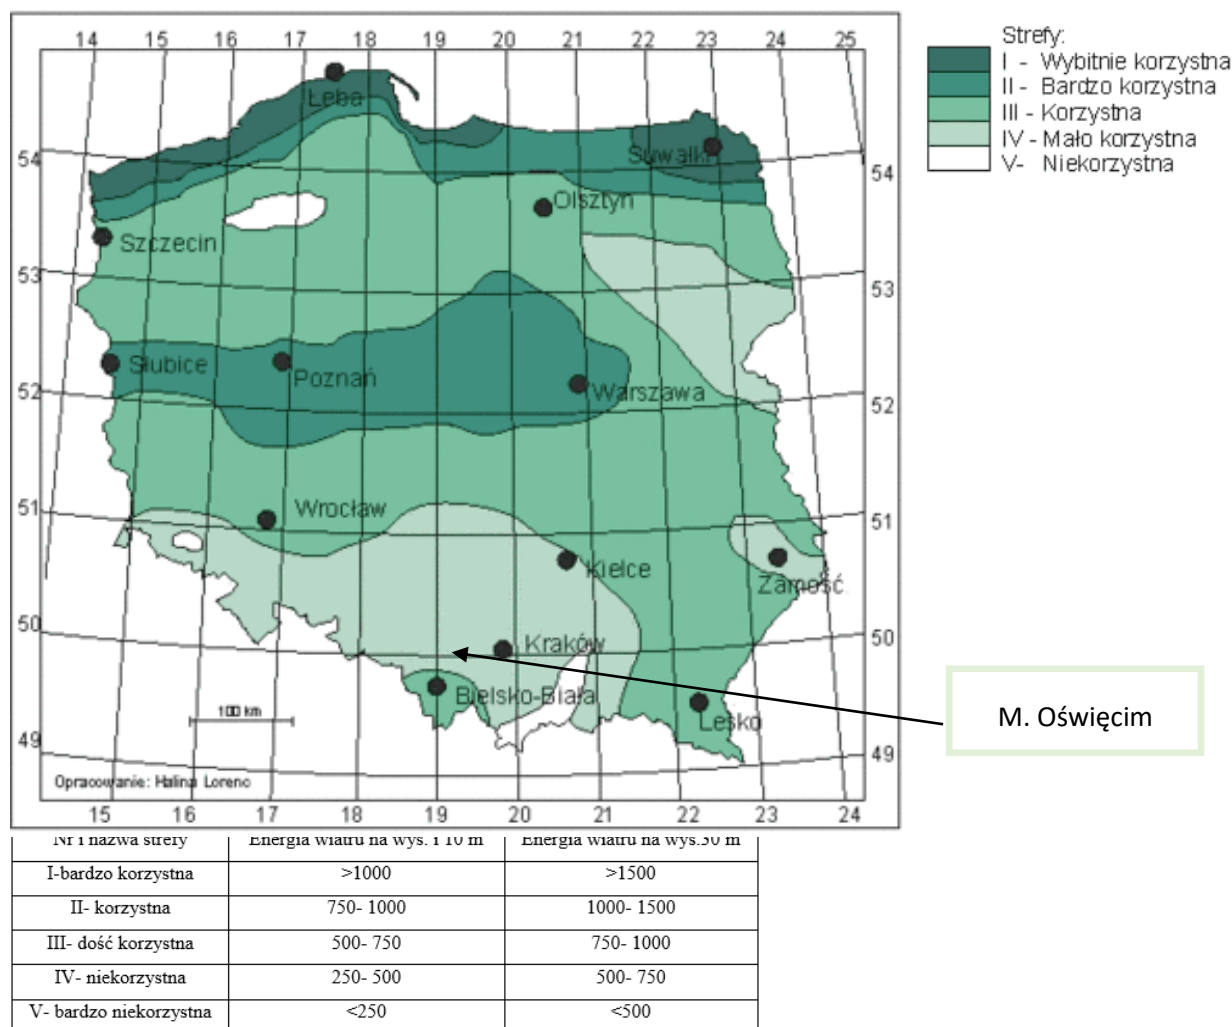 14 15 16 17 18 19 20 21 22 23 24 25
Strefy:
I - Wybitnie korzystna
II - Bardzo korzystna
III - Korzystna
IV - Mało korzystna
V- Niekorzystna
Łeba
Suwałki
54 54
Olsztyn
Szczecin
53 53
Słubice
Poznań
Warszawa
52 52
Wrocław
51 51
Kielce
Zamość
50 50
Kraków
Bielsko-Biała
Lesko
M. Oświęcim
100 km
49 49
Opracowanie: Halina Lorenc
15 16 17 18 19 20 21 22 23 24
Nr i nazwa strefy Energia wiatru na wys. i 10 m Energia wiatru na wys.30 m
I-bardzo korzystna >1000 >1500
II- korzystna 750- 1000 1000- 1500
III- dość korzystna 500- 750 750- 1000
IV- niekorzystna 250- 500 500- 750
V- bardzo niekorzystna <250 <500